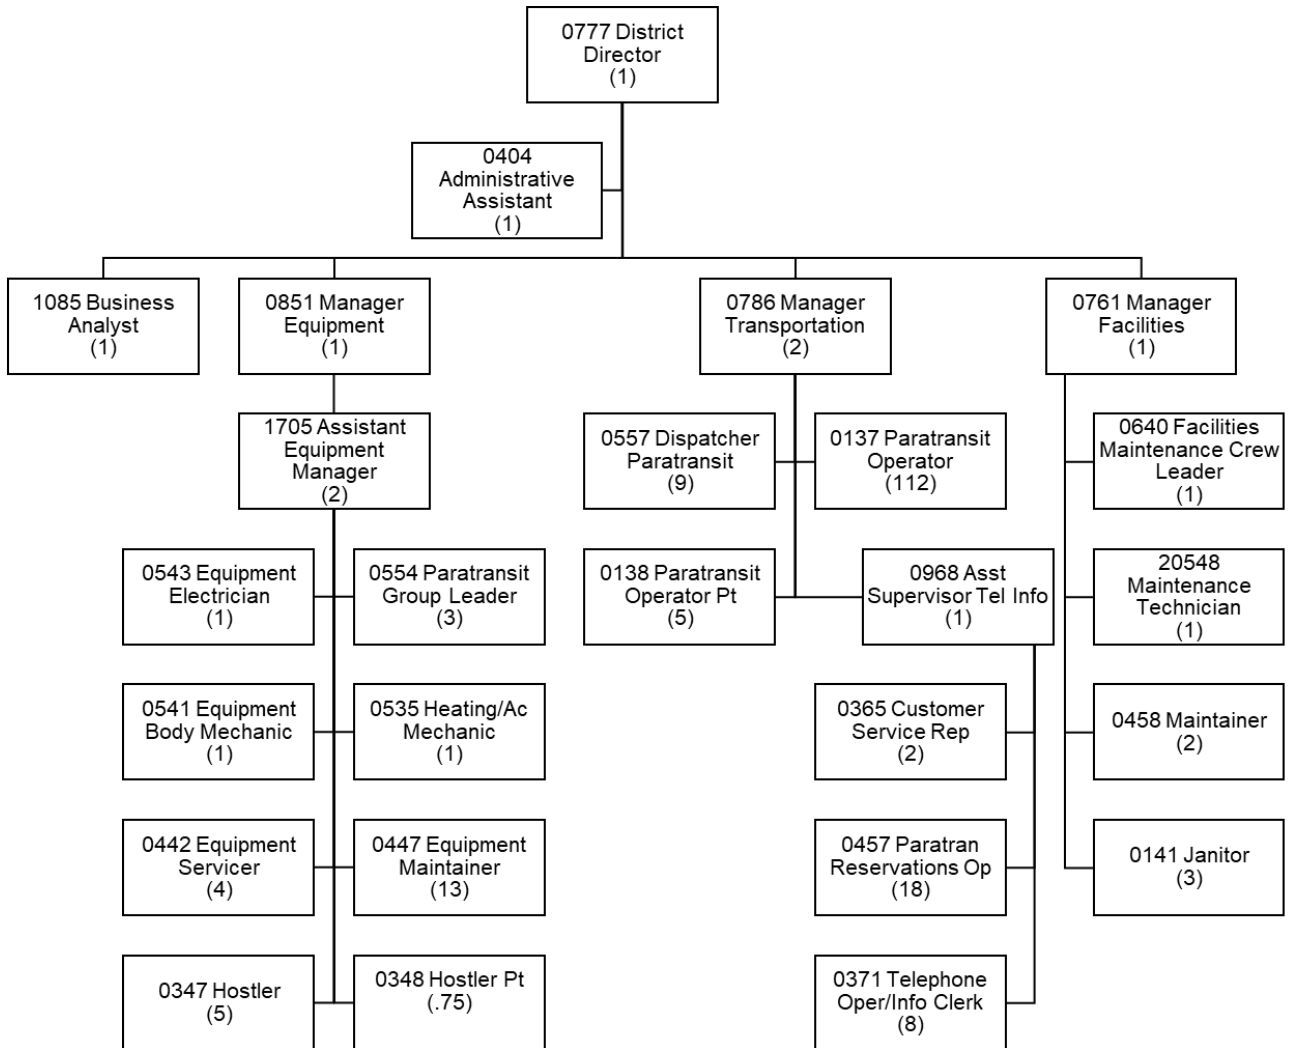 0777 District
Director
(1)
0404
Administrative
Assistant
(1)
1085 Business
Analyst
(1)
0851 Manager
Equipment
(1)
0786 Manager
Transportation
(2)
0761 Manager
Facilities
(1)
1705 Assistant
Equipment
Manager
(2)
0557 Dispatcher
Paratransit
(9)
0137 Paratransit
Operator
(112)
0640 Facilities
Maintenance Crew
Leader
(1)
0543 Equipment
Electrician
(1)
0554 Paratransit
Group Leader
(3)
0138 Paratransit
Operator Pt
(5)
0968 Asst
Supervisor Tel Info
(1)
20548
Maintenance
Technician
(1)
0541 Equipment
Body Mechanic
(1)
0535 Heating/Ac
Mechanic
(1)
0365 Customer
Service Rep
(2)
0458 Maintainer
(2)
0442 Equipment
Servicer
(4)
0447 Equipment
Maintainer
(13)
0457 Paratran
Reservations Op
(18)
0141 Janitor
(3)
0347 Hostler
(5)
0348 Hostler Pt
(.75)
0371 Telephone
Oper/Info Clerk
(8)